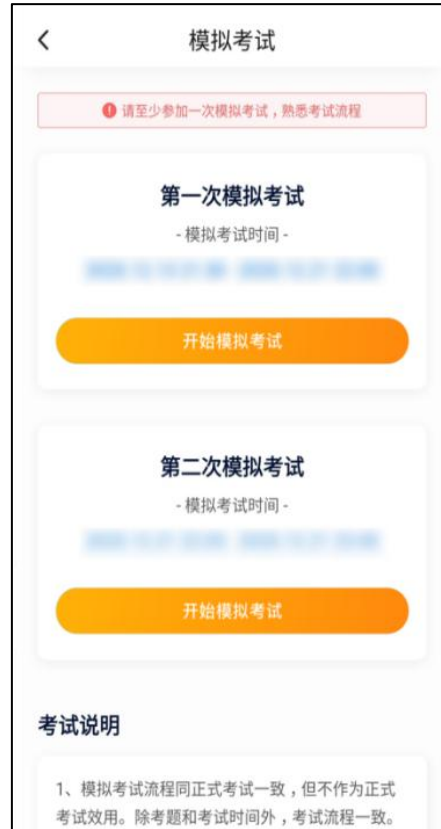 模拟考试
请至少参加一次模拟考试，熟悉考试流程
第一次模拟考试
- 模拟考试时间 -
开始模拟考试
第二次模拟考试
- 模拟考试时间 -
开始模拟考试
考试说明
1、模拟考试流程同正式考试一致，但不作为正式
考试效用。除考题和考试时间外，考试流程一致。